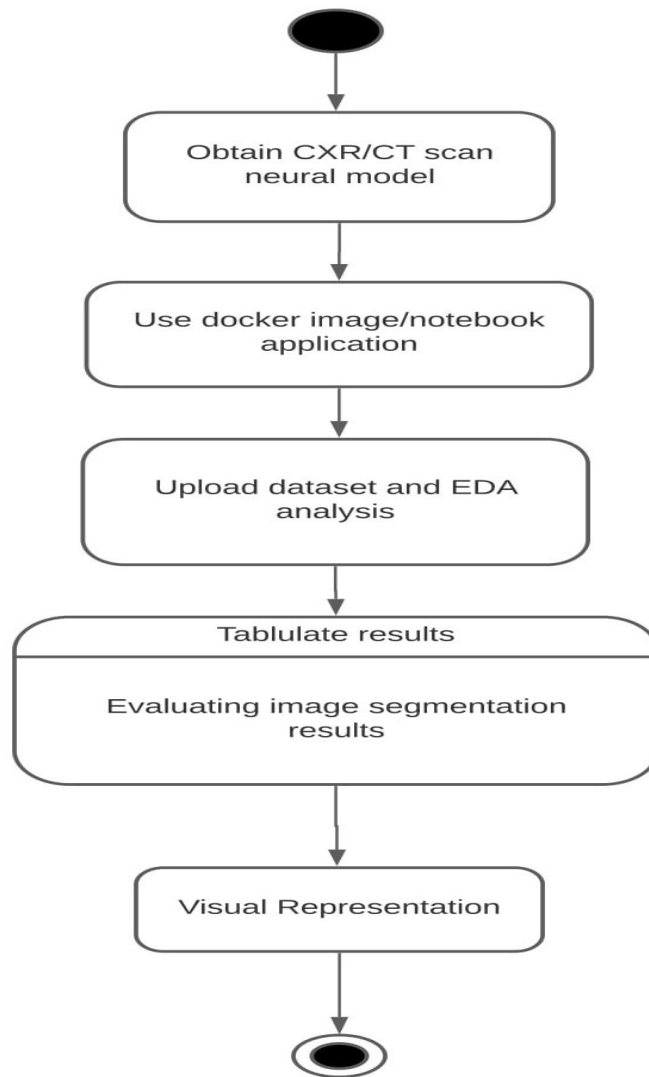 Obtain CXR/CT scan
neural model
Use docker image/notebook
application
Upload dataset and EDA
analysis
Tablulate results
Evaluating image segmentation
results
Visual Representation